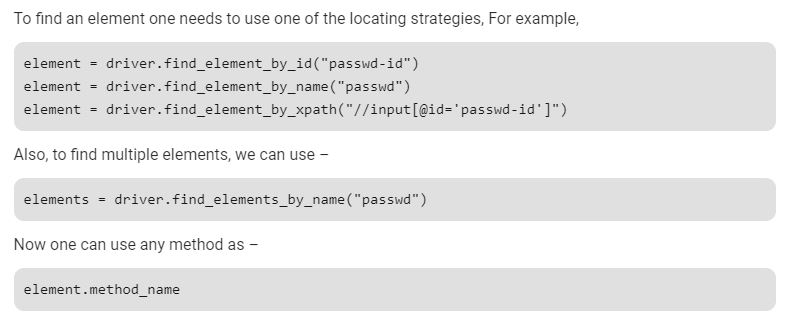 To find an element one needs to use one of the locating strategies, For example,
element = driver.find_element_by_id("passwd-id")
element = driver.find_element_by_name("passwd")
element = driver.find_element_by_xpath("//input[@id='passwd-id']")
Also, to find multiple elements, we can use –
elements = driver.find_elements_by_name("passwd")
Now one can use any method as –
element.method_name